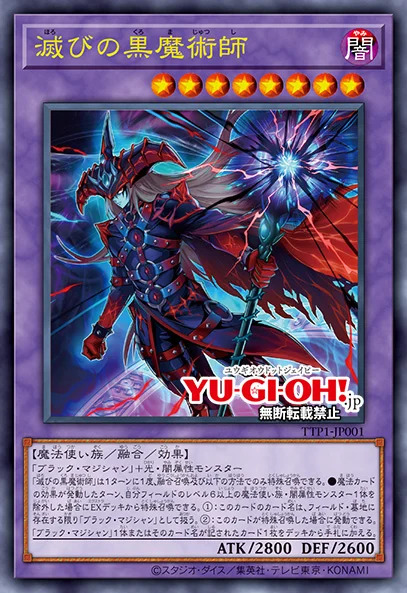 滅びの黒魔術師
闇
ユウギオウドットジェイピー
YU-GI-OH!.jp
無断転載禁止
TTP1-JP001
【魔法使い族／融合／効果】
「ブラック・マジシャン」＋光・闇属性モンスター
「滅びの黒魔術師」は1ターンに1度、融合召喚及び以下の方法でのみ特殊召喚できる。●魔法カード
の効果が発動したターン、自分フィールドのレベル６以上の魔法使い族・闇属性モンスター1体を
除外した場合にEXデッキから特殊召喚できる。①：このカードのカード名は、フィールド・墓地に
存在する限り「ブラック・マジシャン」として扱う。②：このカードが特殊召喚した場合に発動できる。
「ブラック・マジシャン」1体またはそのカード名が記されたカード1枚をデッキから手札に加える。
ATK/2800 DEF/2600
©スタジオ・ダイス／集英社・テレビ東京・KONAMI